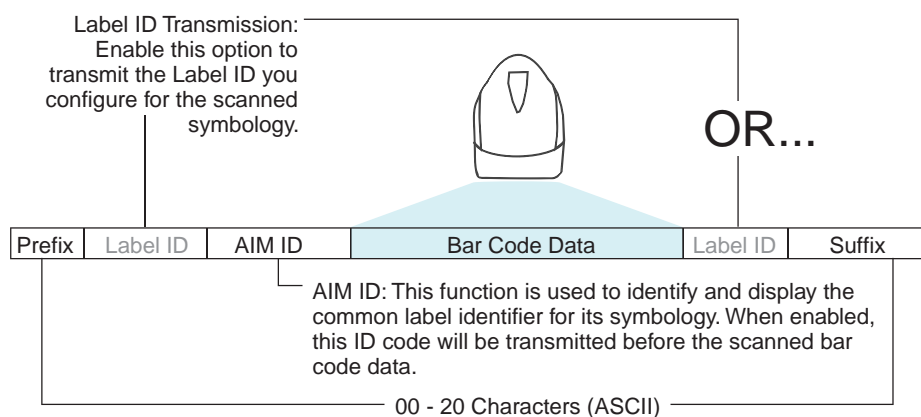 Label ID Transmission:
Enable this option to
transmit the Label ID you
configure for the scanned
symbology.
OR...
Prefix Label ID AIM ID Bar Code Data Label ID Suffix
AIM ID: This function is used to identify and display the
common label identifier for its symbology. When enabled,
this ID code will be transmitted before the scanned bar
code data.
00 - 20 Characters (ASCII)